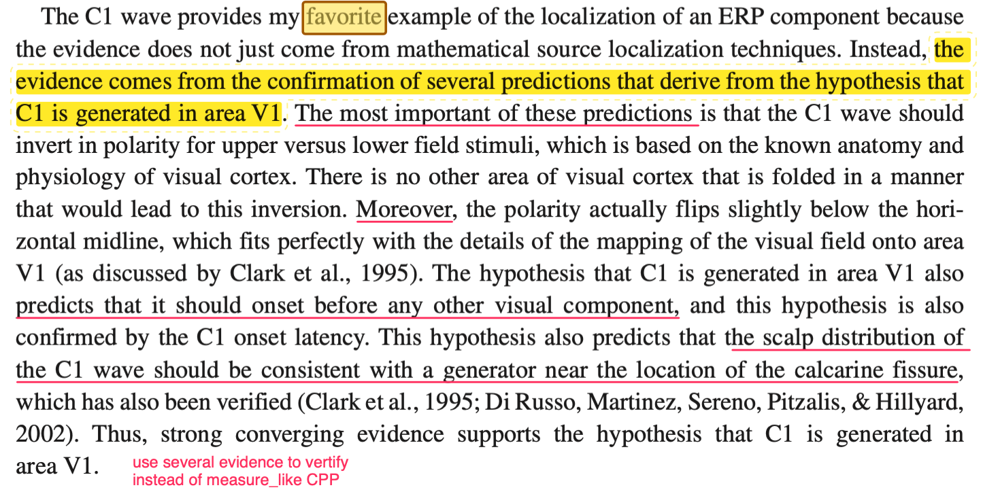 The C1 wave provides my favorite example of the localization of an ERP component because
the evidence does not just come from mathematical source localization techniques. Instead, the
evidence comes from the confirmation of several predictions that derive from the hypothesis that
C1 is generated in area V1. The most important of these predictions is that the C1 wave should
invert in polarity for upper versus lower field stimuli, which is based on the known anatomy and
physiology of visual cortex. There is no other area of visual cortex that is folded in a manner
that would lead to this inversion. Moreover, the polarity actually flips slightly below the hori-
zontal midline, which fits perfectly with the details of the mapping of the visual field onto area
V1 (as discussed by Clark et al., 1995). The hypothesis that C1 is generated in area V1 also
predicts that it should onset before any other visual component, and this hypothesis is also
confirmed by the C1 onset latency. This hypothesis also predicts that the scalp distribution of
the C1 wave should be consistent with a generator near the location of the calcarine fissure,
which has also been verified (Clark et al., 1995; Di Russo, Martinez, Sereno, Pitzalis, & Hillyard,
2002). Thus, strong converging evidence supports the hypothesis that C1 is generated in
area V1.
use several evidence to vertify
instead of measure_like CPP